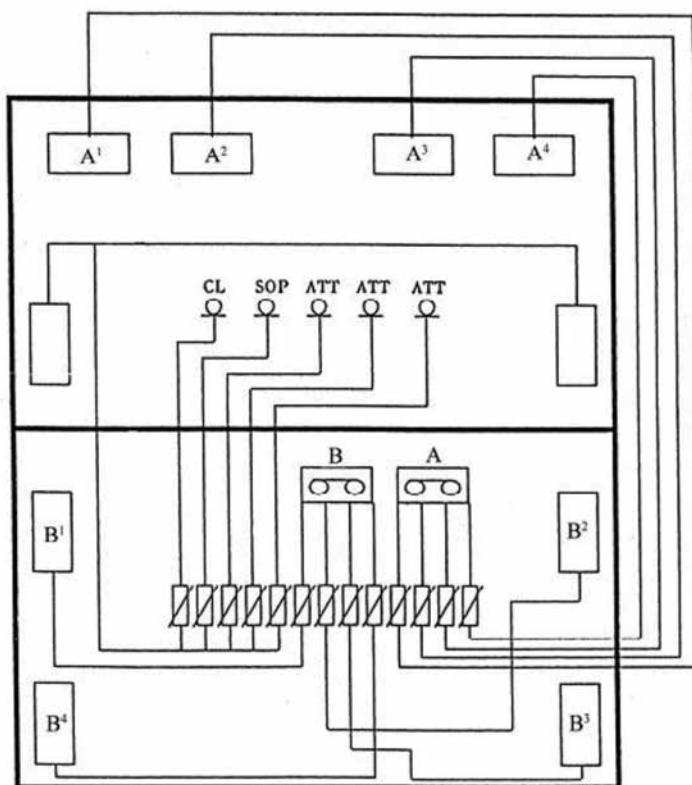 A¹ A² A³ A⁴
CL SOP ATT ATT ATT
B A
B¹ B²
B⁴ B³